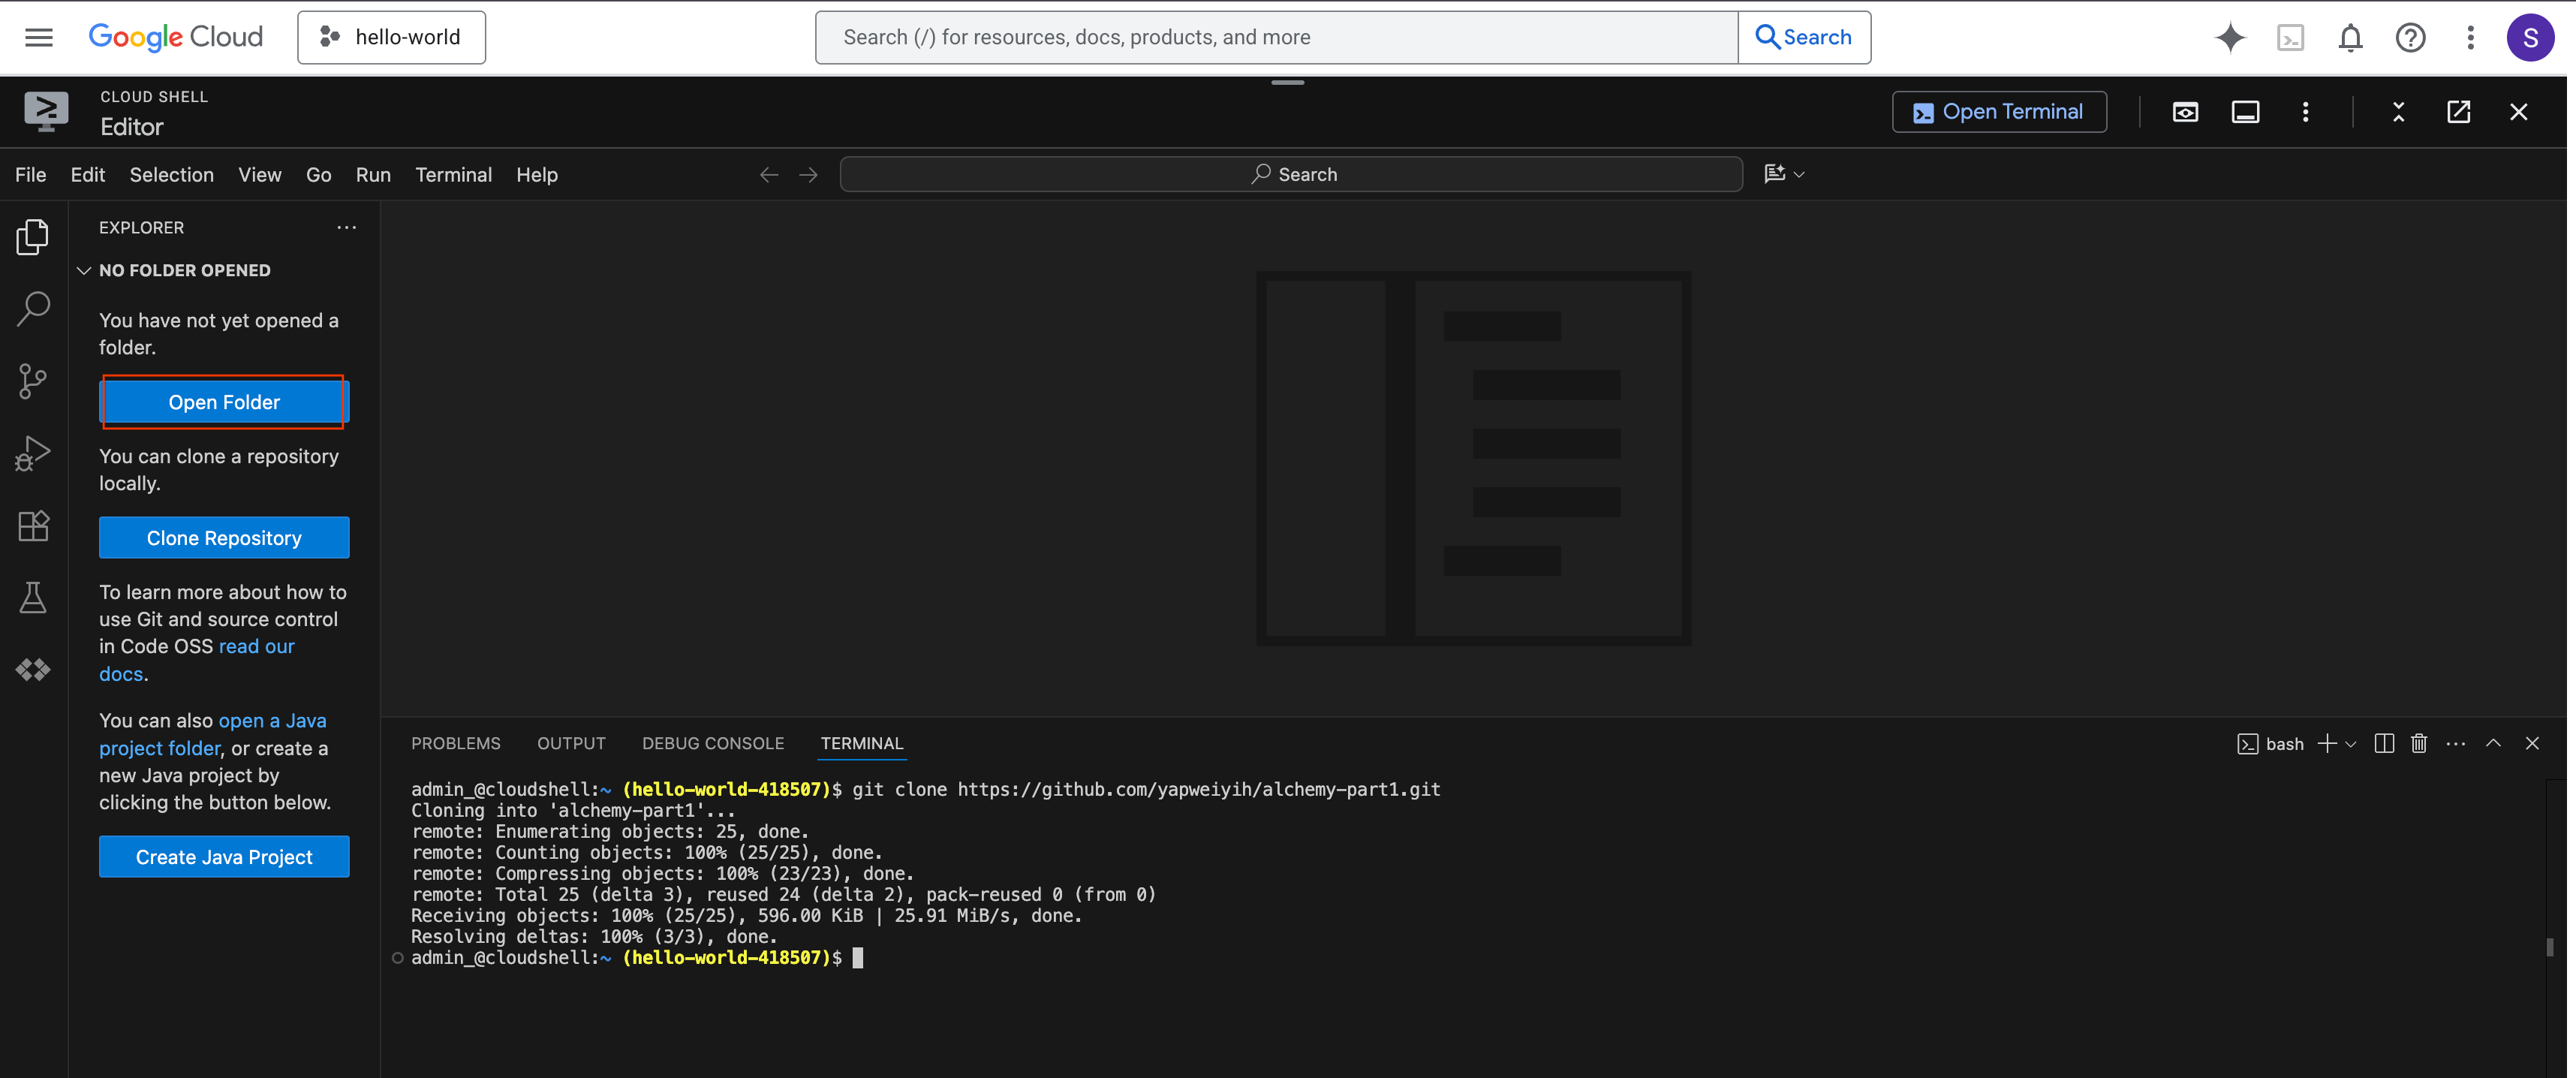 Google Cloud
hello-world
Search (/) for resources, docs, products, and more
Search
S
CLOUD SHELL
Editor
Open Terminal
File Edit Selection View Go Run Terminal Help
Search
EXPLORER
NO FOLDER OPENED
You have not yet opened a
folder.
Open Folder
You can clone a repository
locally.
Clone Repository
To learn more about how to
use Git and source control
in Code OSS read our
docs.
You can also open a Java
project folder, or create a
new Java project by
clicking the button below.
Create Java Project
PROBLEMS OUTPUT DEBUG CONSOLE TERMINAL
bash
admin_@cloudshell:~ (hello-world-418507)$ git clone https://github.com/yapweiyih/alchemy-part1.git
Cloning into 'alchemy-part1'...
remote: Enumerating objects: 25, done.
remote: Counting objects: 100% (25/25), done.
remote: Compressing objects: 100% (23/23), done.
remote: Total 25 (delta 3), reused 24 (delta 2), pack-reused 0 (from 0)
Receiving objects: 100% (25/25), 596.00 KiB | 25.91 MiB/s, done.
Resolving deltas: 100% (3/3), done.
admin_@cloudshell:~ (hello-world-418507)$